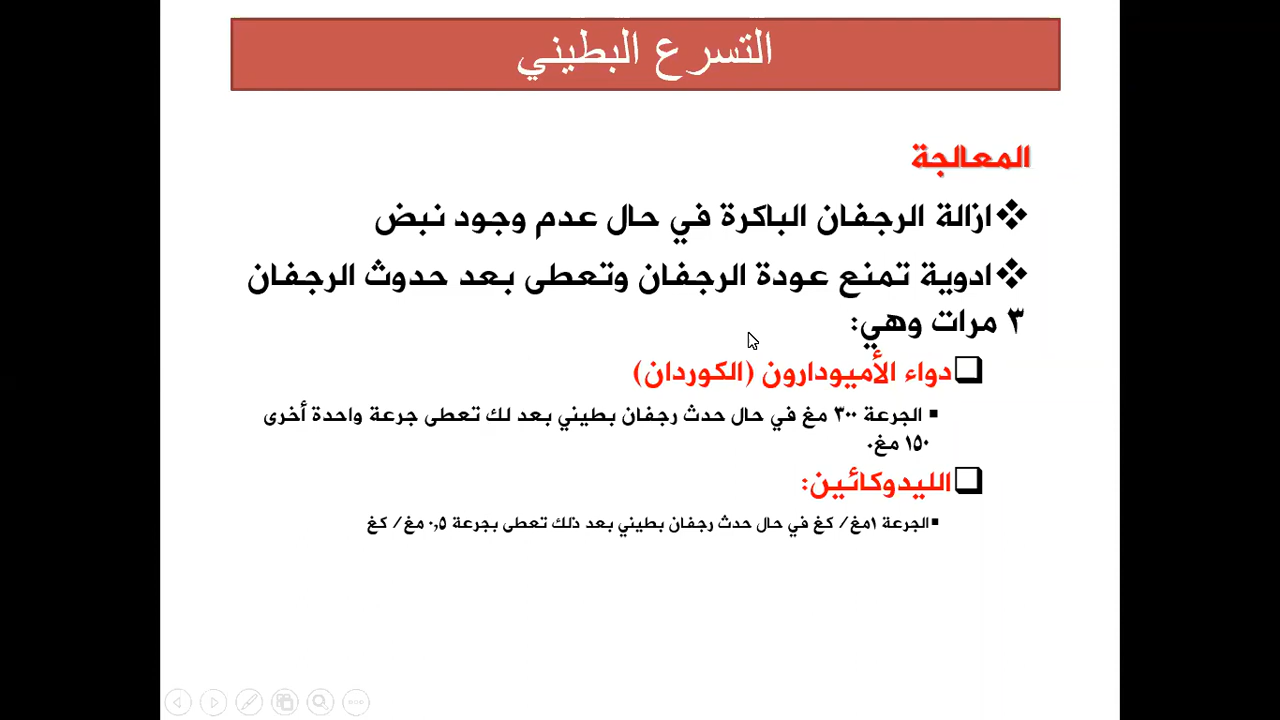 التسرع البطيني
المعالجة
❖ازالة الرجفان الباكرة في حال عدم وجود نبض
❖ادوية تمنع عودة الرجفان وتعطى بعد حدوث الرجفان
٣ مرات وهي:
❑دواء الأميودارون (الكوردان)
▪ الجرعة ٣٠٠ مغ في حال حدث رجفان بطيني بعد لك تعطى جرعة واحدة أخرى
١٥٠ مغ.
❑الليدوكائين:
▪الجرعة ١مغ/ كغ في حال حدث رجفان بطيني بعد ذلك تعطى بجرعة ٠,٥ مغ/ كغ